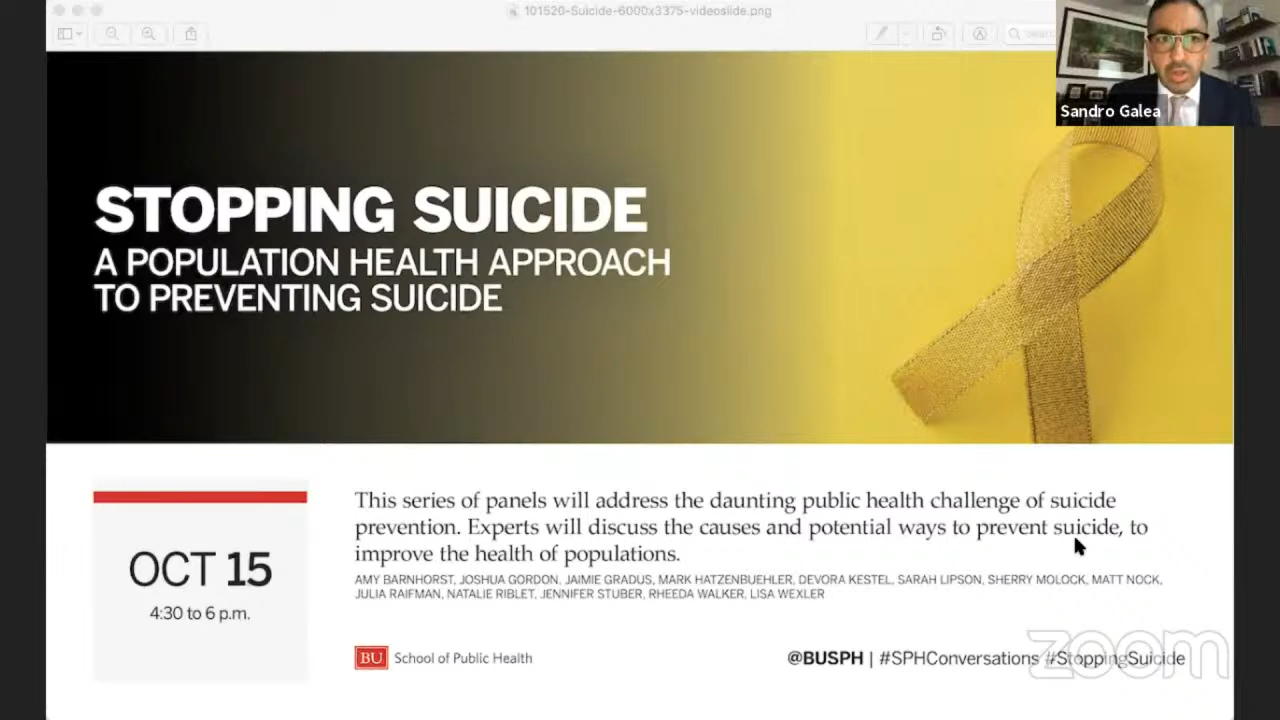 101520-Suicide-6000x3375-videoslide.png
Sandro Galea
STOPPING SUICIDE
A POPULATION HEALTH APPROACH
TO PREVENTING SUICIDE
OCT 15
4:30 to 6 p.m.
This series of panels will address the daunting public health challenge of suicide
prevention. Experts will discuss the causes and potential ways to prevent suicide, to
improve the health of populations.
AMY BARNHORST, JOSHUA GORDON, JAIMIE GRADUS, MARK HATZENBUEHLER, DEVORA KESTEL, SARAH LIPSON, SHERRY MOLOCK, MATT NOCK,
JULIA RAIFMAN, NATALIE RIBLET, JENNIFER STUBER, RHEEDA WALKER, LISA WEXLER
BU School of Public Health
@BUSPH | #SPHConversations #StoppingSuicide
zoom